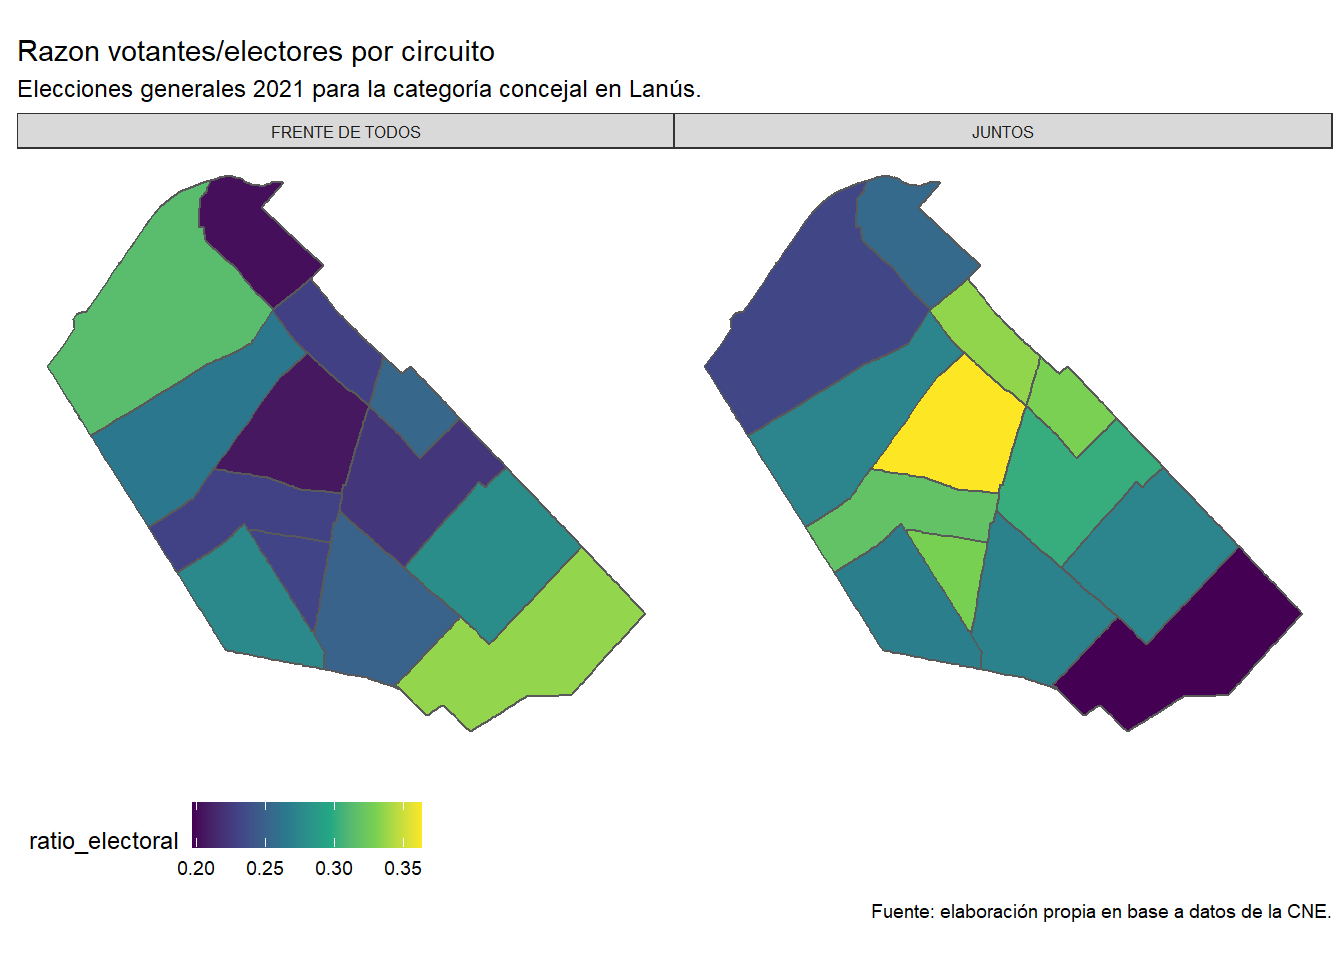 Razon votantes/electores por circuito
Elecciones generales 2021 para la categoría concejal en Lanús.
FRENTE DE TODOS
JUNTOS
ratio_electoral
0.20 0.25 0.30 0.35
Fuente: elaboración propia en base a datos de la CNE.